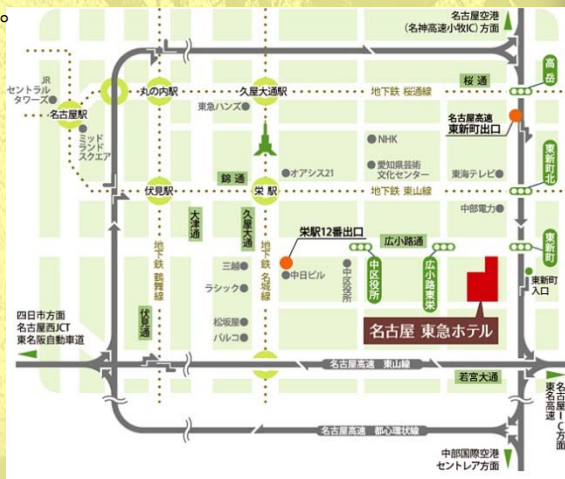 。
名古屋空港
(名神高速小牧IC)方面
高岳
JR
セントラル
タワーズ
丸の内駅
久屋大通駅
桜通
地下鉄 桜通線
東急ハンズ
名古屋駅
ミッド
ランド
スクエア
名古屋高速
東新町出口
NHK
愛知県芸術
文化センター
東新町北
オアシス21
東海テレビ
錦通
伏見駅
栄駅
地下鉄 東山線
中部電力
大津通
久屋大通
栄駅12番出口
広小路通
東新町
地下鉄 鶴舞線
地下鉄 名城線
三越
中日ビル
中区役所
中区役所
広小路東栄
東新町
入口
ラシック
伏見通
名古屋 東急ホテル
四日市方面
名古屋西JCT
東名阪自動車道
松坂屋
パルコ
名古屋高速 東山線
若宮大通
名古屋IC方面
東名高速
名古屋高速 都心環状線
中部国際空港
セントレア方面